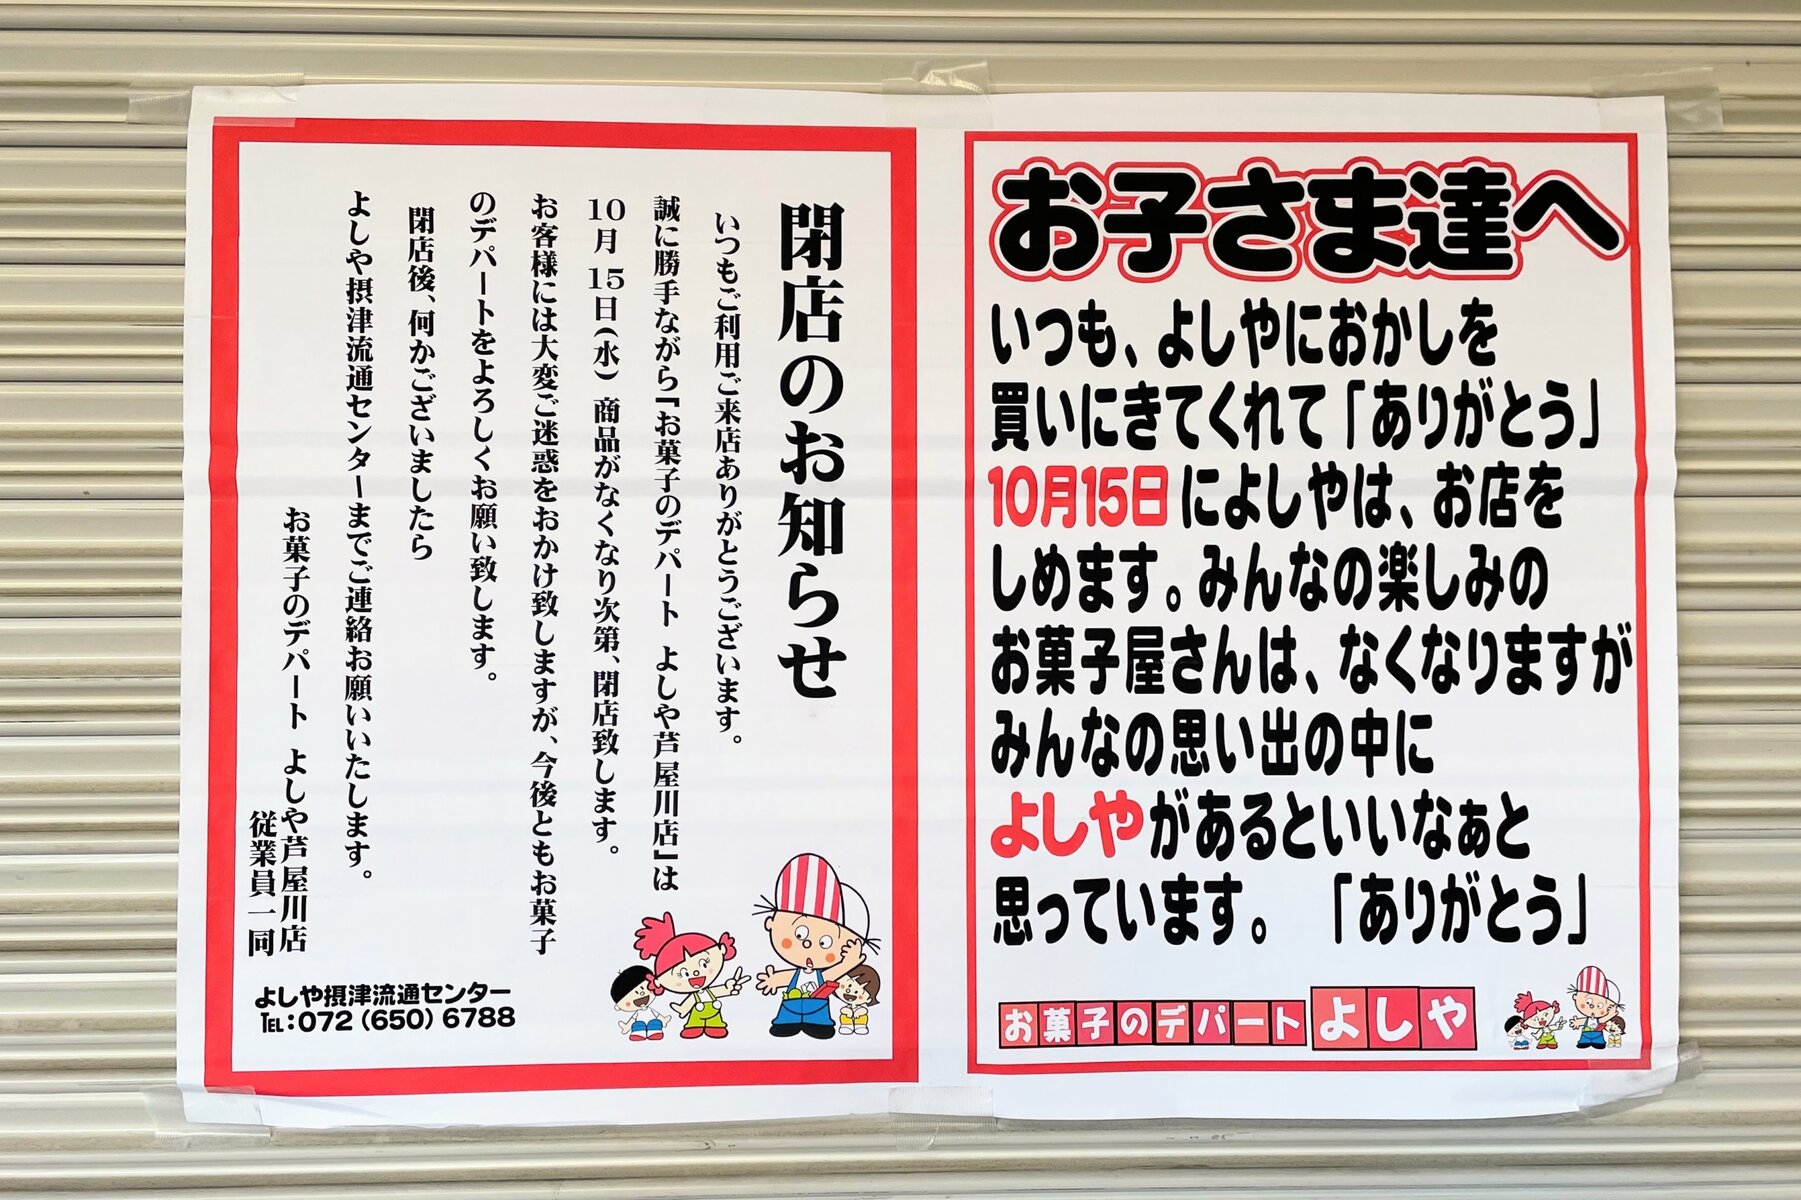 閉店のお知らせ
いつもご利用ご来店ありがとうございます。
誠に勝手ながら『お菓子のデパート よしや芦屋川店』は
10月15日(水) 商品がなくなり次第、閉店致します。
お客様には大変ご迷惑をおかけ致しますが、今後ともお菓子
のデパートをよろしくお願い致します。
閉店後、何かございましたら
よしや摂津流通センターまでご連絡お願いいたします。
お菓子のデパート よしや芦屋川店
従業員一同
よしや摂津流通センター
TEL:072(650)6788
お子さま達へ
いつも、よしやにおかしを
買いにきてくれて「ありがとう」
10月15日によしやは、お店を
しめます。みんなの楽しみの
お菓子屋さんは、なくなりますが
みんなの思い出の中に
よしやがあるといいなぁと
思っています。 「ありがとう」
お菓子のデパートよしや